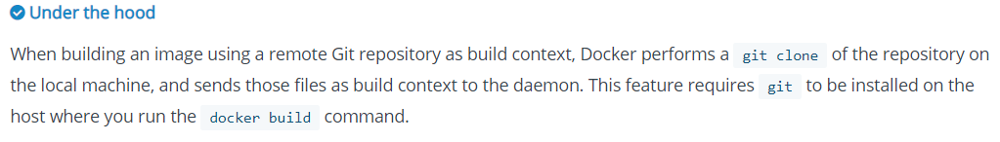 Under the hood
When building an image using a remote Git repository as build context, Docker performs a git clone of the repository on
the local machine, and sends those files as build context to the daemon. This feature requires git to be installed on the
host where you run the docker build command.